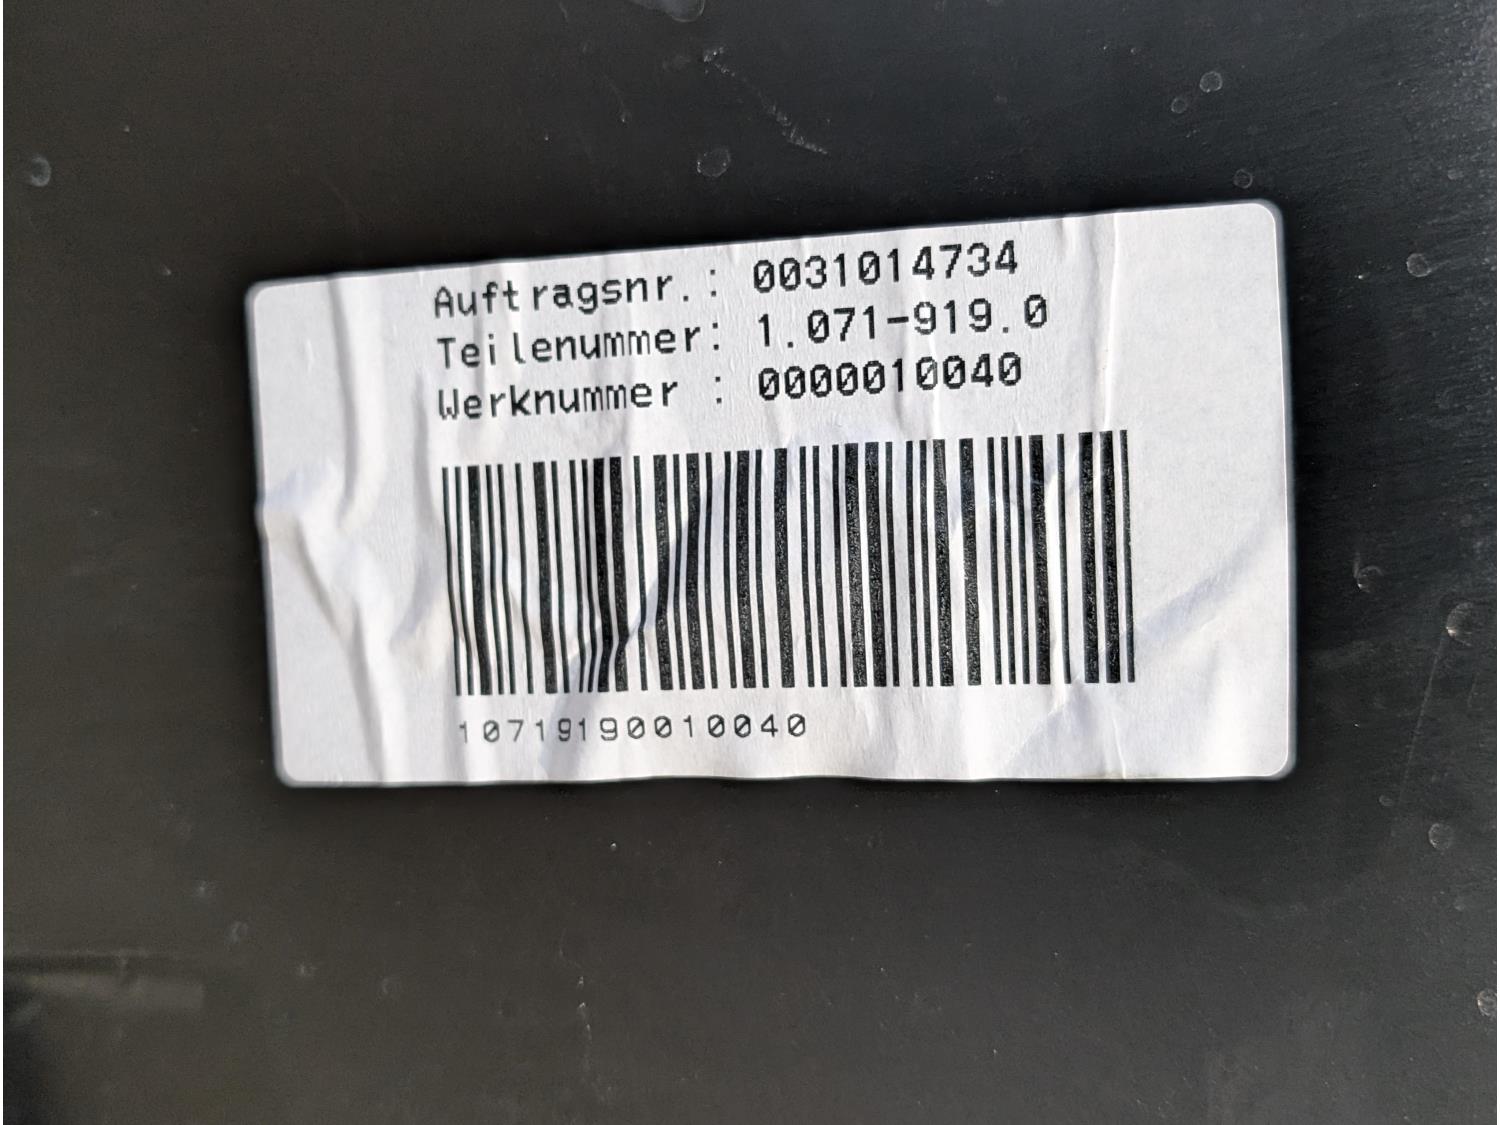 Auftragsnr. : 0031014734
Teilenummer: 1.071-919.0
Werknummer : 0000010040
10719190010040